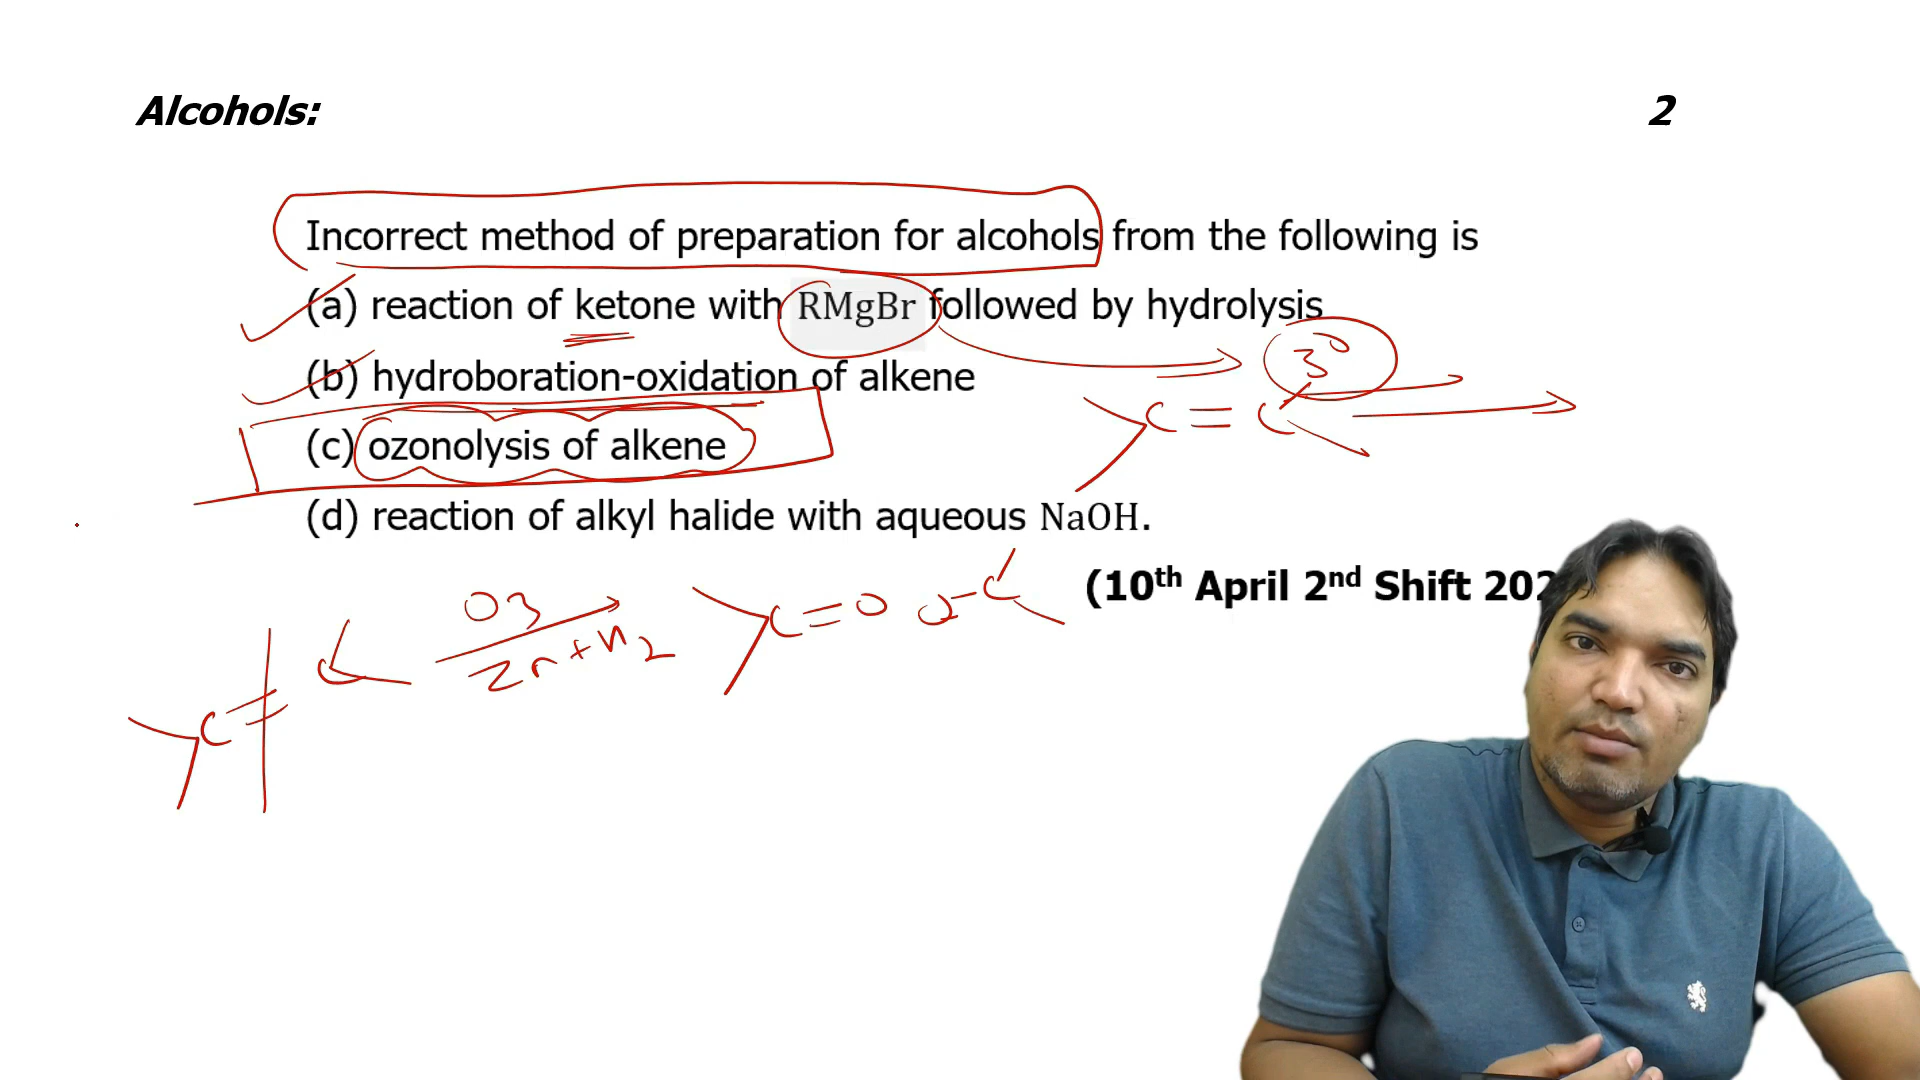 Alcohols:
2
Incorrect method of preparation for alcohols from the following is
(a) reaction of ketone with RMgBr followed by hydrolysis
3°
(b) hydroboration-oxidation of alkene
C = C
(c) ozonolysis of alkene
(d) reaction of alkyl halide with aqueous NaOH.
(10th April 2nd Shift 202
C = C O3 Zn + H2 C = O O = C